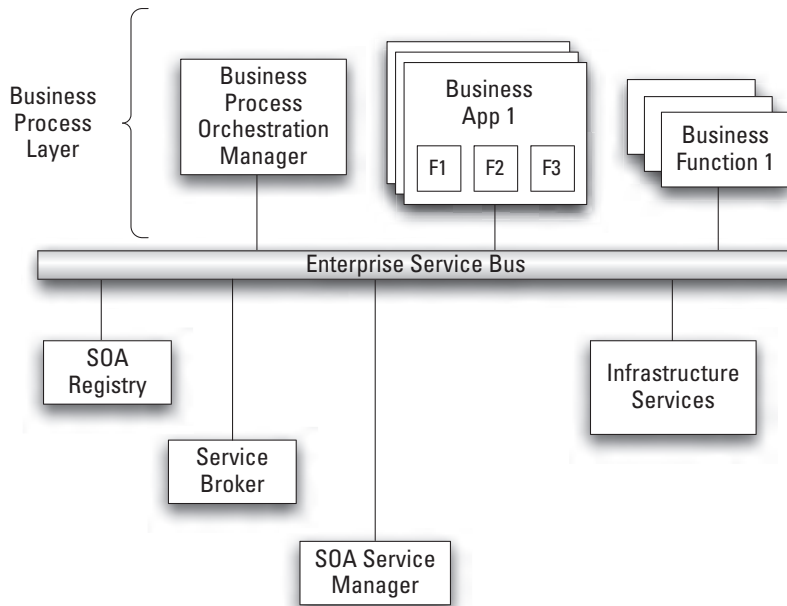 Business
Process
Layer
Business
Process
Orchestration
Manager
Business
App 1
F1 F2 F3
Business
Function 1
Enterprise Service Bus
SOA
Registry
Service
Broker
SOA Service
Manager
Infrastructure
Services